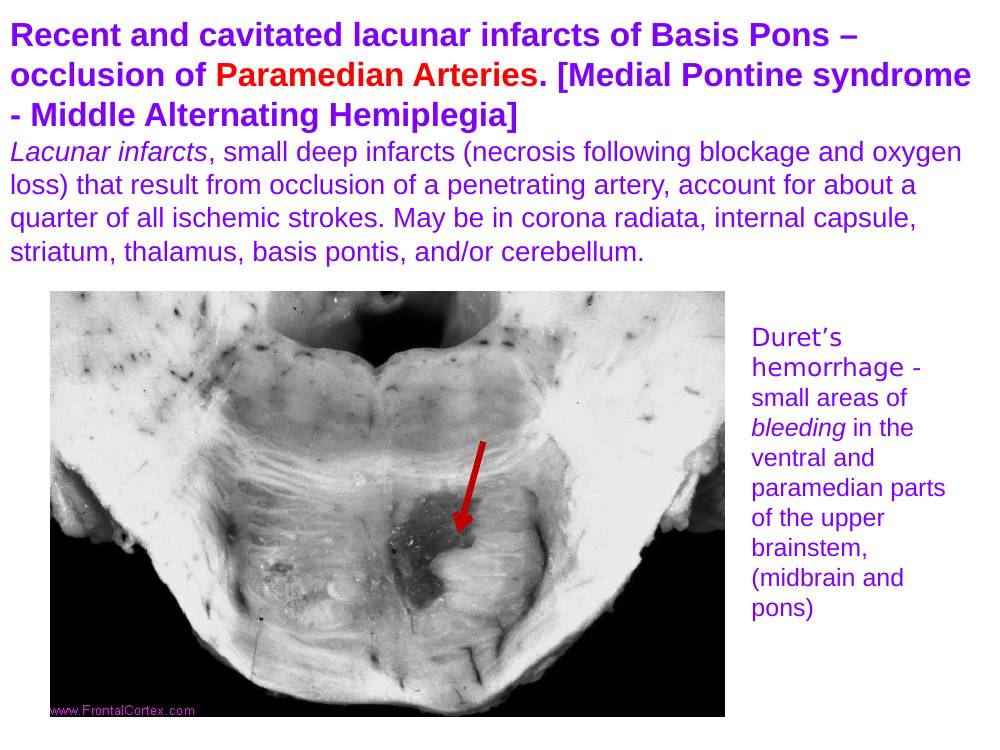 Recent and cavitated lacunar infarcts of Basis Pons –
occlusion of Paramedian Arteries. [Medial Pontine syndrome
- Middle Alternating Hemiplegia]
Lacunar infarcts, small deep infarcts (necrosis following blockage and oxygen
loss) that result from occlusion of a penetrating artery, account for about a
quarter of all ischemic strokes. May be in corona radiata, internal capsule,
striatum, thalamus, basis pontis, and/or cerebellum.
Duret’s
hemorrhage -
small areas of
bleeding in the
ventral and
paramedian parts
of the upper
brainstem,
(midbrain and
pons)
www.FrontalCortex.com